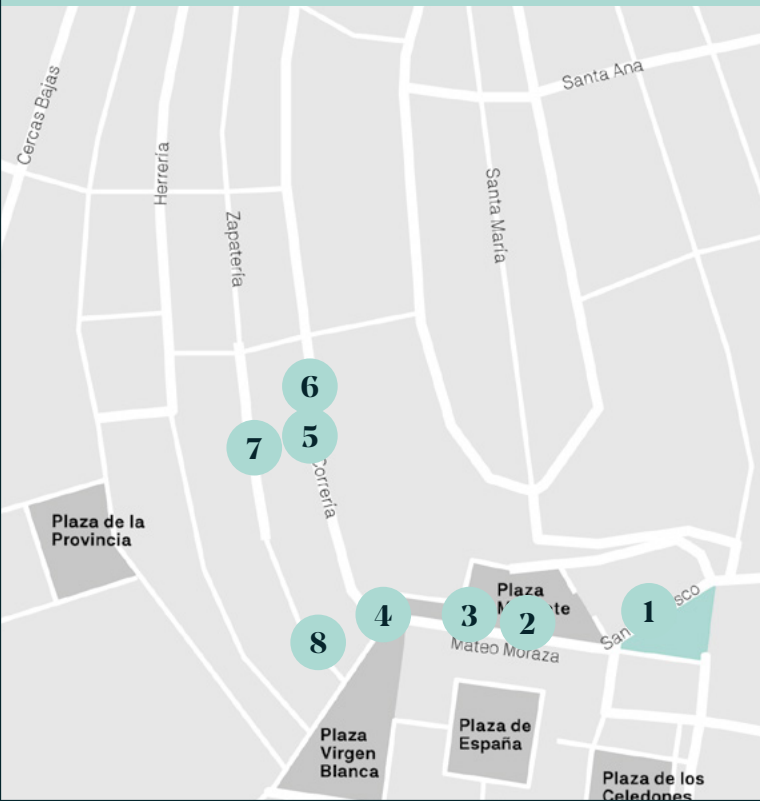 Santa Ana
Cercas Bajas
Herrería
Santa María
Zapatería
6
5
7
Correría
Plaza de la
Provincia
Plaza
1
4
3
2
8
San
sco
Mateo Moraza
Plaza
Virgen
Blanca
Plaza de
España
Plaza de los
Celedones